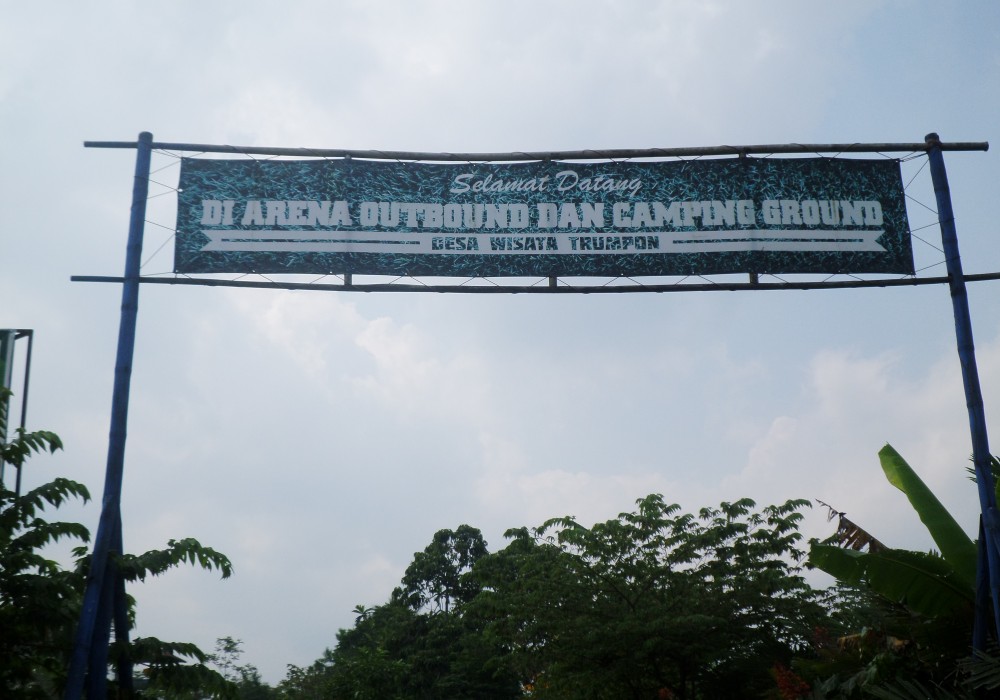 Selamat Datang
DI ARENA OUTBOUND DAN CAMPING GROUND
DESA WISATA TRUMPON